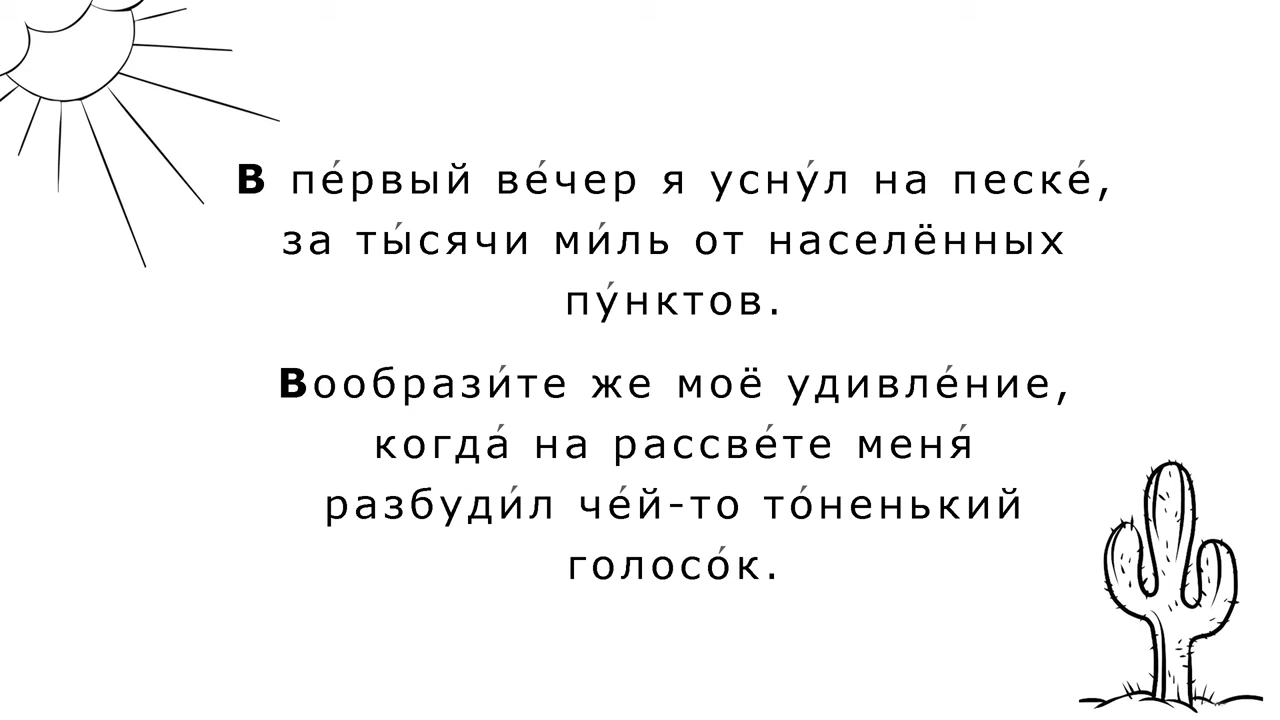 В пе́рвый ве́чер я усну́л на песке́,
за ты́сячи ми́ль от населённых
пу́нктов.
Вообрази́те же моё удивле́ние,
когда́ на рассве́те меня́
разбуди́л че́й-то то́ненький
голосо́к.